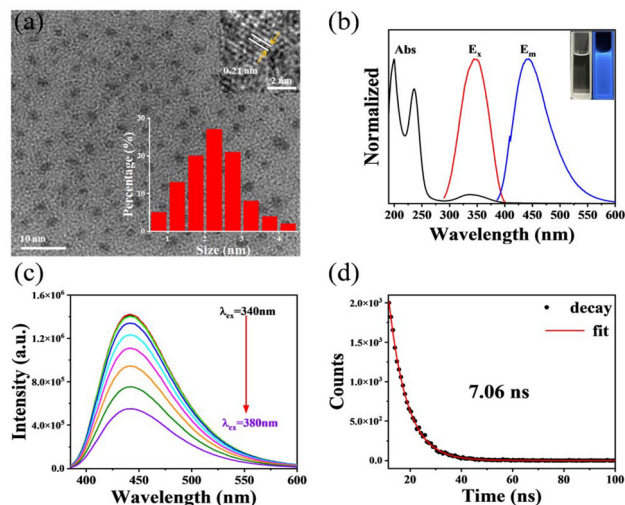 (a)
0.21 nm
2 nm
Percentage (%)
30
20
10
0
1 2 3 4
Size (nm)
10 nm
(b)
Abs
Ex
Em
Normalized
200 250 300 350 400 450 500 550 600
Wavelength (nm)
(c)
1.6×10⁶
1.2×10⁶
8.0×10⁵
4.0×10⁵
0.0
Intensity (a.u.)
λex=340nm
λex=380nm
400 450 500 550 600
Wavelength (nm)
(d)
2.0×10³
1.5×10³
1.0×10³
5.0×10²
0.0
Counts
decay
fit
7.06 ns
20 40 60 80 100
Time (ns)